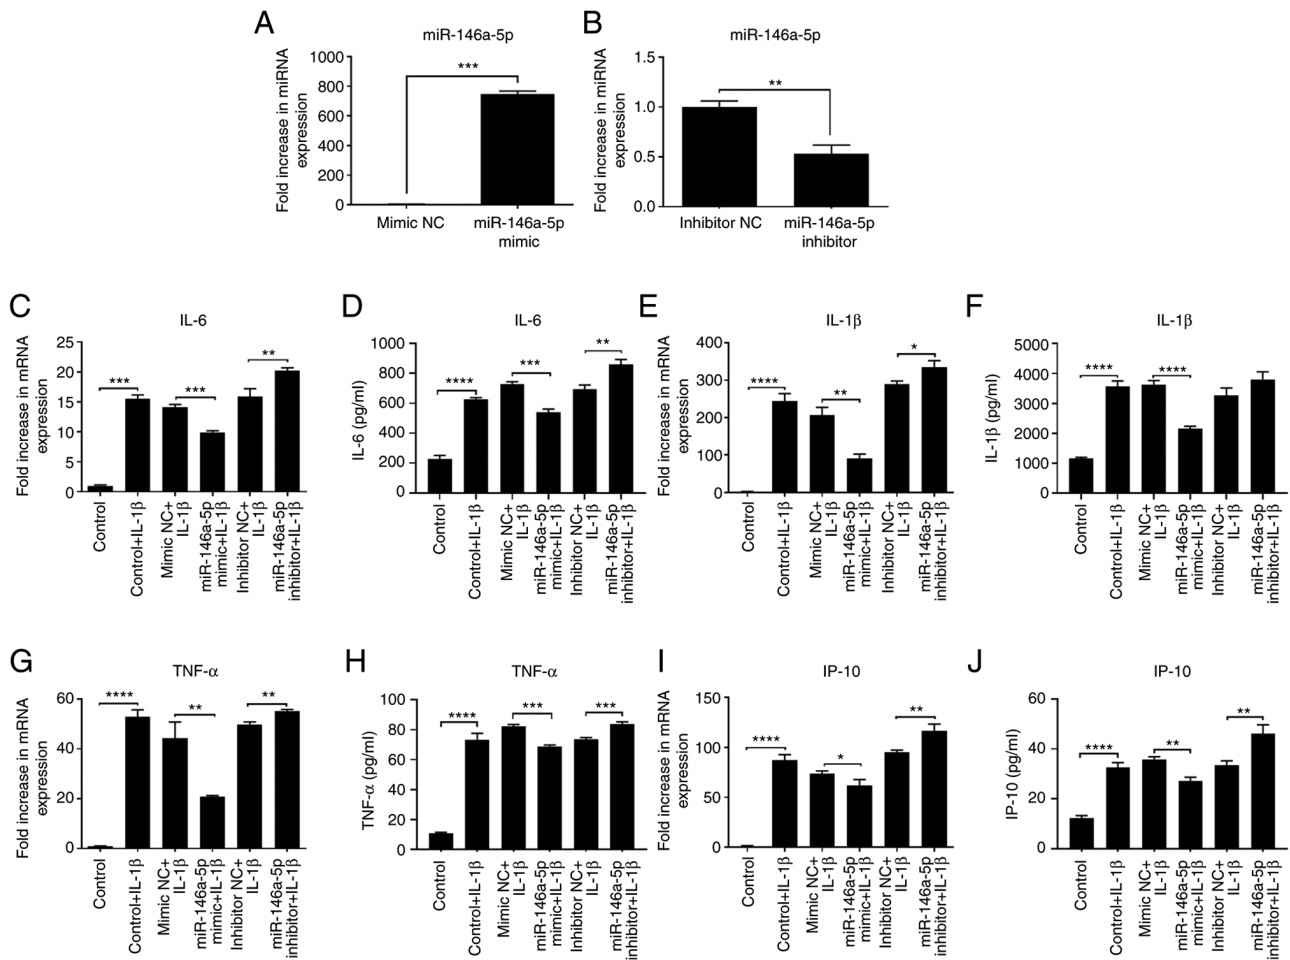 A
miR-146a-5p
Fold increase in miRNA
expression
1000
800
600
400
200
0
***
Mimic NC
miR-146a-5p
mimic
B
miR-146a-5p
Fold increase in miRNA
expression
1.5
1.0
0.5
0.0
**
Inhibitor NC
miR-146a-5p
inhibitor
C
IL-6
Fold increase in mRNA
expression
25
20
15
10
5
0
***
***
**
Control
Control+IL-1β
Mimic NC+
IL-1β
miR-146a-5p
mimic+IL-1β
Inhibitor NC+
IL-1β
miR-146a-5p
inhibitor+IL-1β
D
IL-6
IL-6 (pg/ml)
1000
800
600
400
200
0
****
***
**
Control
Control+IL-1β
Mimic NC+
IL-1β
miR-146a-5p
mimic+IL-1β
Inhibitor NC+
IL-1β
miR-146a-5p
inhibitor+IL-1β
E
IL-1β
Fold increase in mRNA
expression
400
300
200
100
0
****
**
*
Control
Control+IL-1β
Mimic NC+
IL-1β
miR-146a-5p
mimic+IL-1β
Inhibitor NC+
IL-1β
miR-146a-5p
inhibitor+IL-1β
F
IL-1β
IL-1β (pg/ml)
5000
4000
3000
2000
1000
0
****
****
Control
Control+IL-1β
Mimic NC+
IL-1β
miR-146a-5p
mimic+IL-1β
Inhibitor NC+
IL-1β
miR-146a-5p
inhibitor+IL-1β
G
TNF-α
Fold increase in mRNA
expression
60
40
20
0
****
**
**
Control
Control+IL-1β
Mimic NC+
IL-1β
miR-146a-5p
mimic+IL-1β
Inhibitor NC+
IL-1β
miR-146a-5p
inhibitor+IL-1β
H
TNF-α
TNF-α (pg/ml)
100
80
60
40
20
0
****
***
***
Control
Control+IL-1β
Mimic NC+
IL-1β
miR-146a-5p
mimic+IL-1β
Inhibitor NC+
IL-1β
miR-146a-5p
inhibitor+IL-1β
I
IP-10
Fold increase in mRNA
expression
150
100
50
0
****
*
**
Control
Control+IL-1β
Mimic NC+
IL-1β
miR-146a-5p
mimic+IL-1β
Inhibitor NC+
IL-1β
miR-146a-5p
inhibitor+IL-1β
J
IP-10
IP-10 (pg/ml)
60
40
20
0
****
**
**
Control
Control+IL-1β
Mimic NC+
IL-1β
miR-146a-5p
mimic+IL-1β
Inhibitor NC+
IL-1β
miR-146a-5p
inhibitor+IL-1β